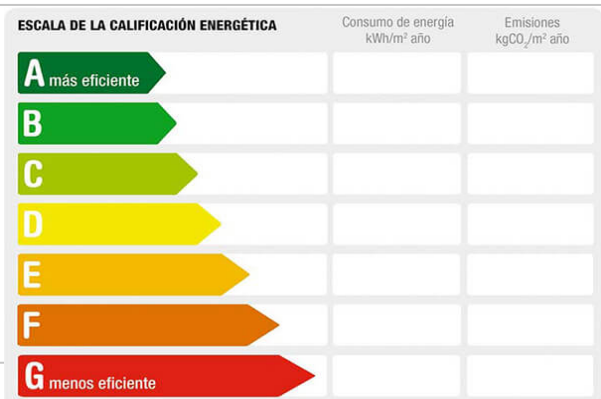 ESCALA DE LA CALIFICACIÓN ENERGÉTICA
Consumo de energía
kWh/m² año
Emisiones
kgCO₂/m² año
A más eficiente
B
C
D
E
F
G menos eficiente